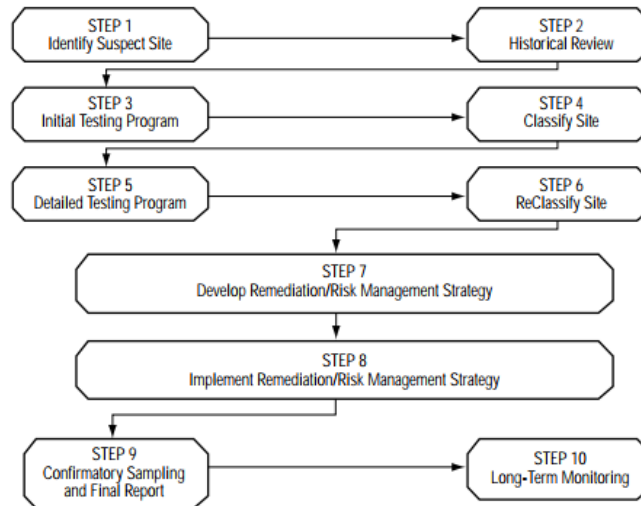 STEP 1
Identify Suspect Site
STEP 2
Historical Review
STEP 3
Initial Testing Program
STEP 4
Classify Site
STEP 5
Detailed Testing Program
STEP 6
ReClassify Site
STEP 7
Develop Remediation/Risk Management Strategy
STEP 8
Implement Remediation/Risk Management Strategy
STEP 9
Confirmatory Sampling
and Final Report
STEP 10
Long-Term Monitoring